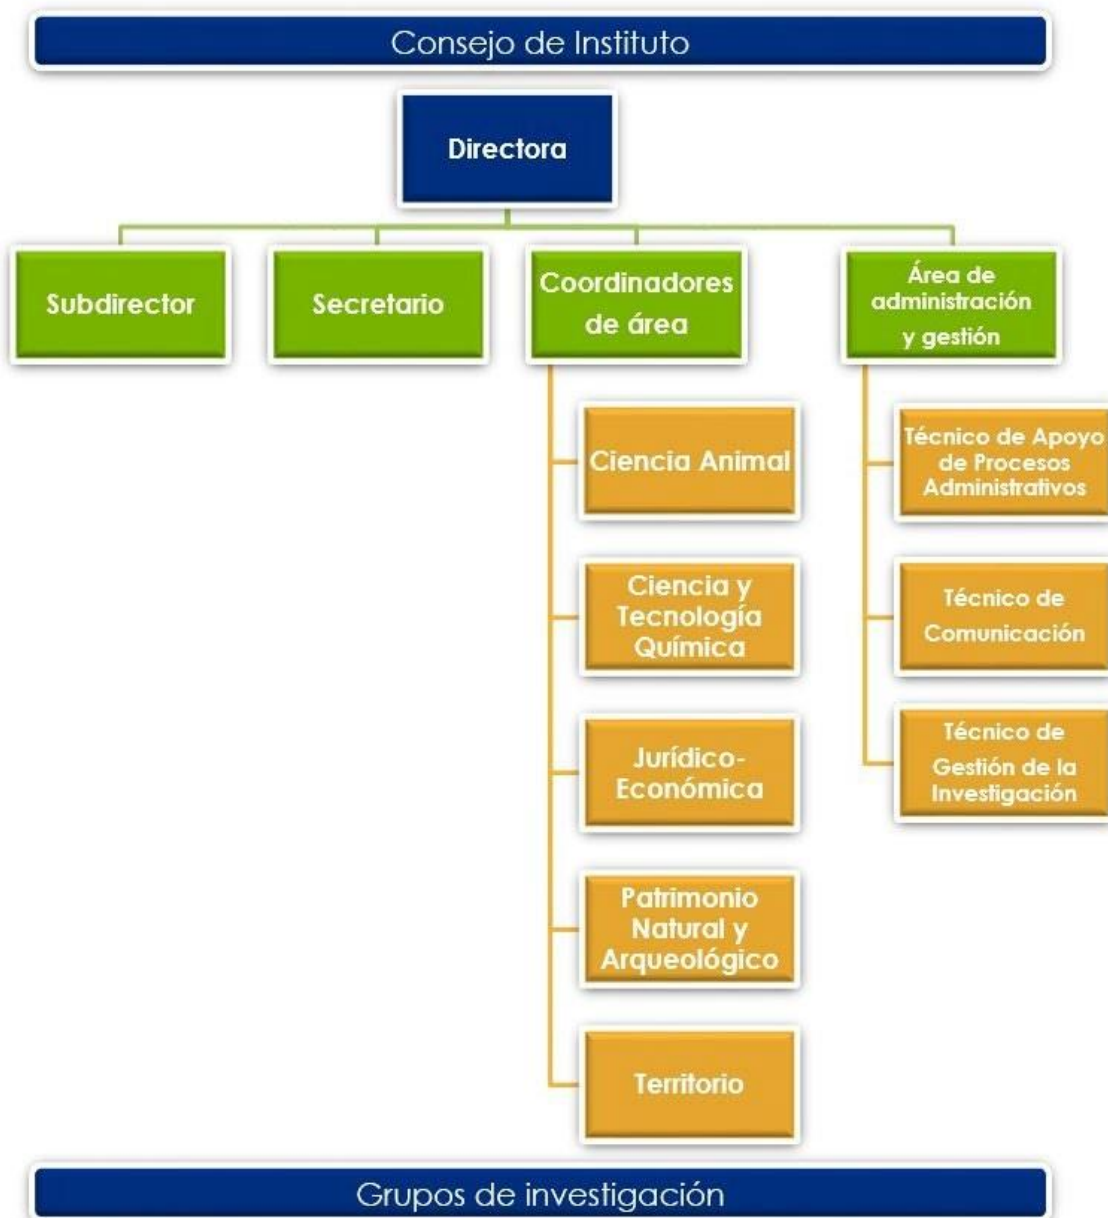 Consejo de Instituto
Directora
Subdirector
Secretario
Coordinadores
de área
Área de
administración
y gestión
Ciencia Animal
Ciencia y
Tecnología
Química
Jurídico-
Económica
Patrimonio
Natural y
Arqueológico
Territorio
Técnico de Apoyo
de Procesos
Administrativos
Técnico de
Comunicación
Técnico de
Gestión de la
Investigación
Grupos de investigación